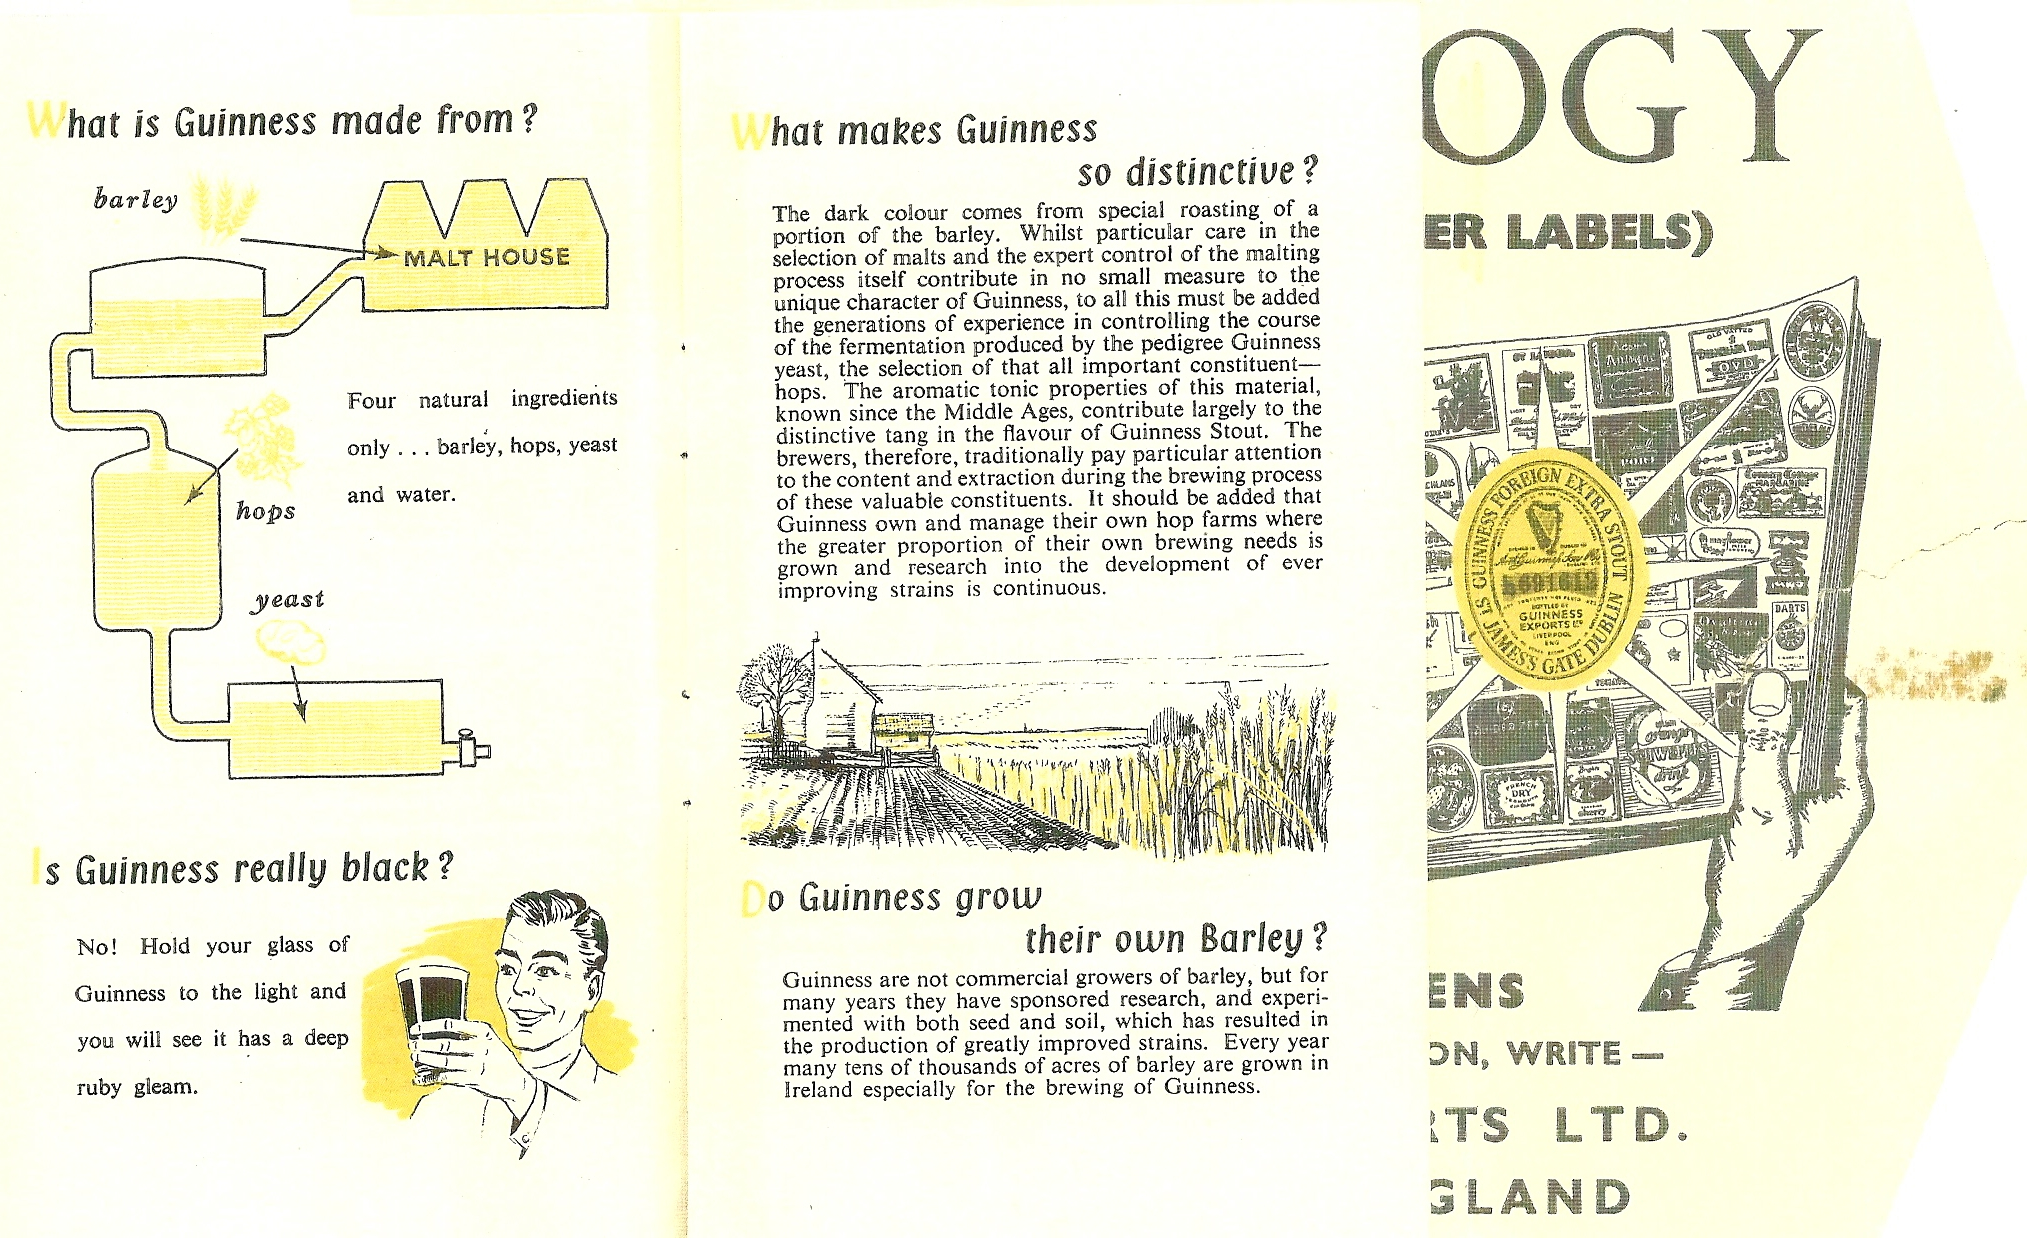 What is Guinness made from?
barley
MALT HOUSE
Four natural ingredients
only . . . barley, hops, yeast
and water.
hops
yeast
Is Guinness really black?
No! Hold your glass of
Guinness to the light and
you will see it has a deep
ruby gleam.
What makes Guinness
so distinctive?
The dark colour comes from special roasting of a
portion of the barley. Whilst particular care in the
selection of malts and the expert control of the malting
process itself contribute in no small measure to the
unique character of Guinness, to all this must be added
the generations of experience in controlling the course
of the fermentation produced by the pedigree Guinness
yeast, the selection of that all important constituent—
hops. The aromatic tonic properties of this material,
known since the Middle Ages, contribute largely to the
distinctive tang in the flavour of Guinness Stout. The
brewers, therefore, traditionally pay particular attention
to the content and extraction during the brewing process
of these valuable constituents. It should be added that
Guinness own and manage their own hop farms where
the greater proportion of their own brewing needs is
grown and research into the development of ever
improving strains is continuous.
Do Guinness grow
their own Barley?
Guinness are not commercial growers of barley, but for
many years they have sponsored research, and experi-
mented with both seed and soil, which has resulted in
the production of greatly improved strains. Every year
many tens of thousands of acres of barley are grown in
Ireland especially for the brewing of Guinness.
OGY
ER LABELS)
OLD VATTED
O.V.D.
GUINNESS FOREIGN EXTRA STOUT
BOTTLED BY
GUINNESS
EXPORTS LTD
LIVERPOOL
ENG
ST JAMES'S GATE DUBLIN
MARGARINE
DARTS
FRENCH
DRY
orange
drink
sherry
ENS
ON, WRITE—
RTS LTD.
GLAND